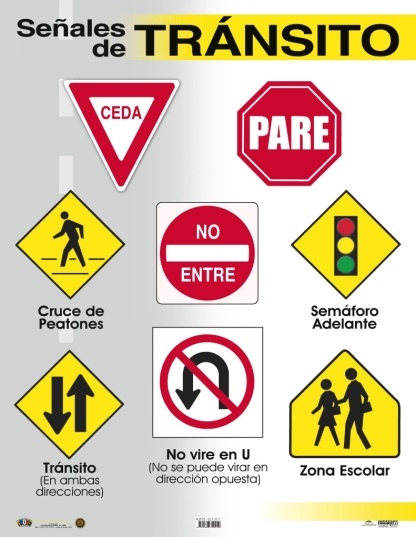 Señales
de
TRÁNSITO
CEDA
PARE
NO
ENTRE
Cruce de
Peatones
Semáforo
Adelante
Tránsito
(En ambas
direcciones)
No vire en U
(No se puede virar en
dirección opuesta)
Zona Escolar